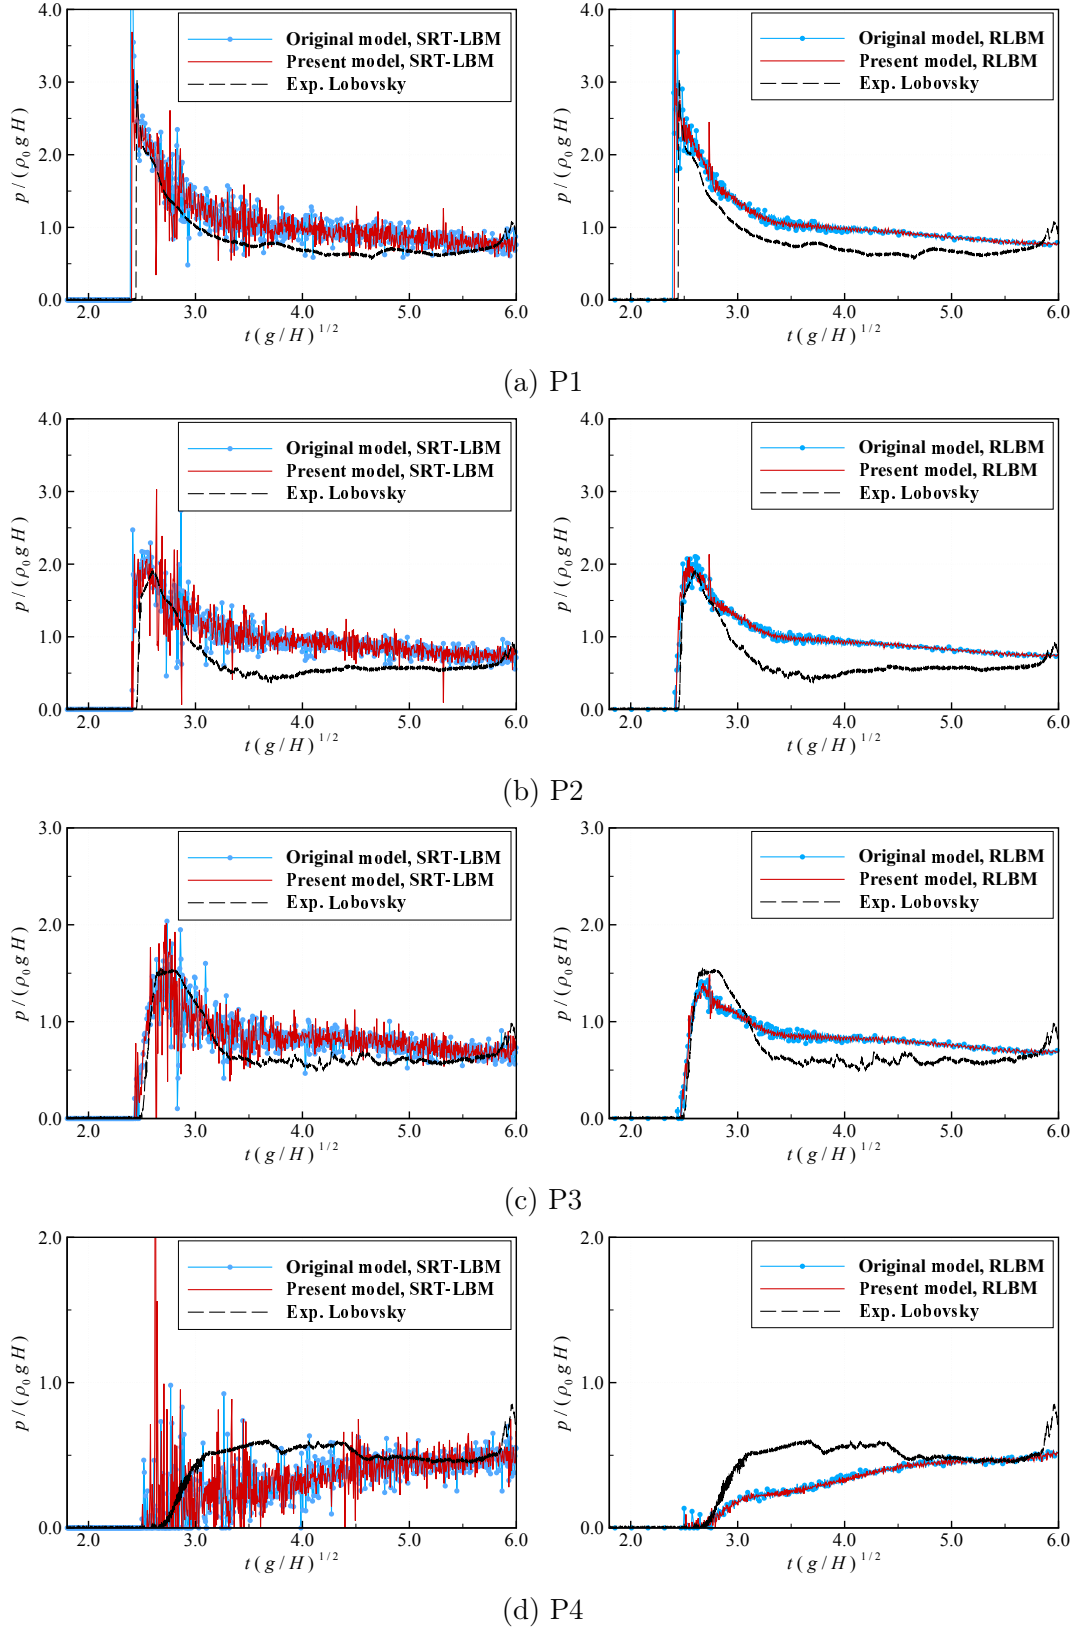 4.0
3.0
2.0
1.0
0.0
p / (ρ₀ g H)
Original model, SRT-LBM
Present model, SRT-LBM
Exp. Lobovsky
2.0 3.0 4.0 5.0 6.0
t (g/H)^1/2
4.0
3.0
2.0
1.0
0.0
p / (ρ₀ g H)
Original model, RLBM
Present model, RLBM
Exp. Lobovsky
2.0 3.0 4.0 5.0 6.0
t (g/H)^1/2
(a) P1
4.0
3.0
2.0
1.0
0.0
p / (ρ₀ g H)
Original model, SRT-LBM
Present model, SRT-LBM
Exp. Lobovsky
2.0 3.0 4.0 5.0 6.0
t (g/H)^1/2
4.0
3.0
2.0
1.0
0.0
p / (ρ₀ g H)
Original model, RLBM
Present model, RLBM
Exp. Lobovsky
2.0 3.0 4.0 5.0 6.0
t (g/H)^1/2
(b) P2
3.0
2.0
1.0
0.0
p / (ρ₀ g H)
Original model, SRT-LBM
Present model, SRT-LBM
Exp. Lobovsky
2.0 3.0 4.0 5.0 6.0
t (g/H)^1/2
3.0
2.0
1.0
0.0
p / (ρ₀ g H)
Original model, RLBM
Present model, RLBM
Exp. Lobovsky
2.0 3.0 4.0 5.0 6.0
t (g/H)^1/2
(c) P3
2.0
1.0
0.0
p / (ρ₀ g H)
Original model, SRT-LBM
Present model, SRT-LBM
Exp. Lobovsky
2.0 3.0 4.0 5.0 6.0
t (g/H)^1/2
2.0
1.0
0.0
p / (ρ₀ g H)
Original model, RLBM
Present model, RLBM
Exp. Lobovsky
2.0 3.0 4.0 5.0 6.0
t (g/H)^1/2
(d) P4